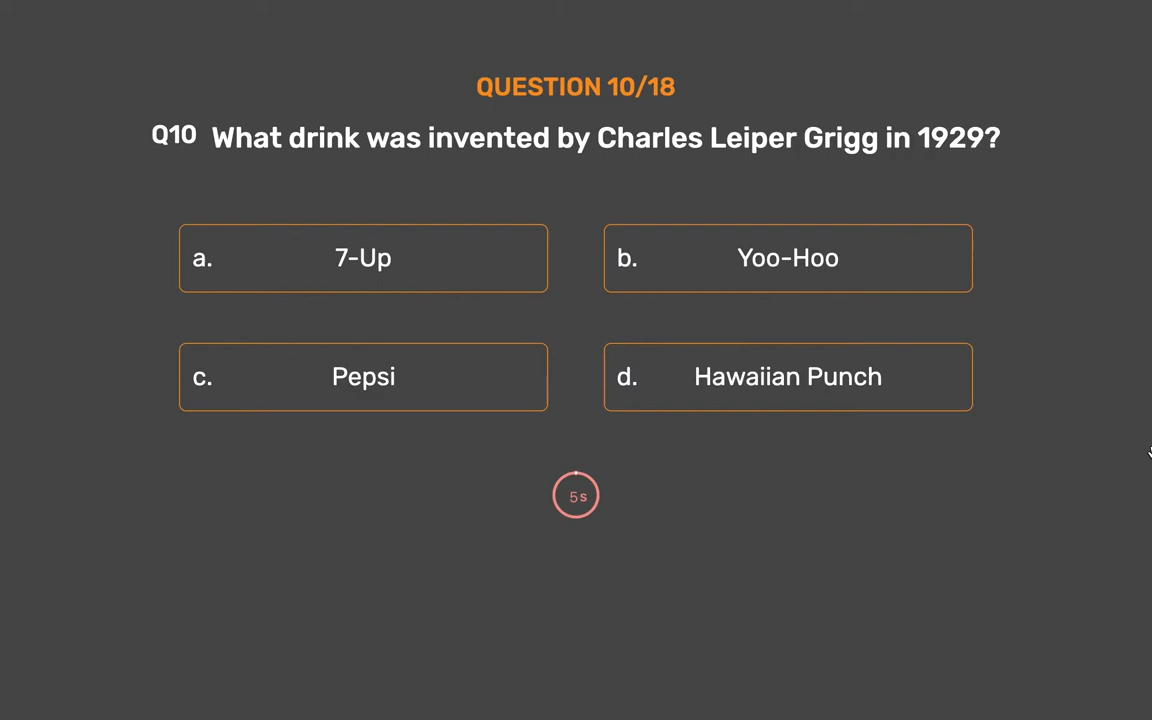 QUESTION 10/18
Q10 What drink was invented by Charles Leiper Grigg in 1929?
a. 7-Up
b. Yoo-Hoo
c. Pepsi
d. Hawaiian Punch
5s